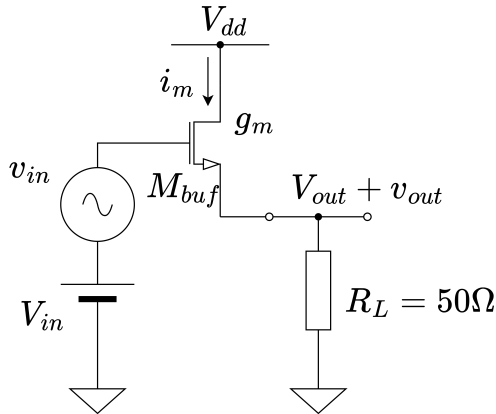 V_dd
i_m
g_m
v_in
M_buf
V_out + v_out
V_in
R_L = 50Ω